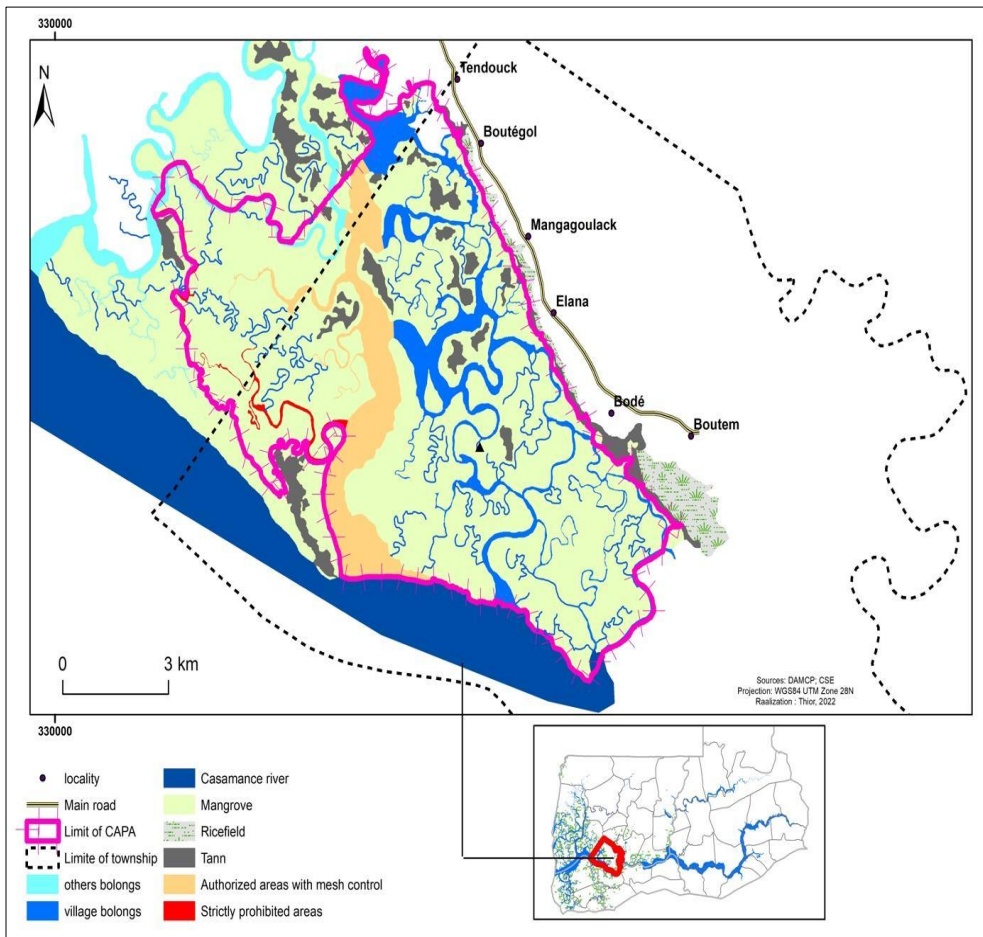 330000
N
Tendouck
Boutégol
Mangagoulack
Elana
Bodé
Boutem
0 3 km
Sources: DAMCP; CSE
Projection: WGS84 UTM Zone 28N
Raalization : Thior, 2022
330000
locality
Main road
Limit of CAPA
Limite of township
others bolongs
village bolongs
Casamance river
Mangrove
Ricefield
Tann
Authorized areas with mesh control
Strictly prohibited areas